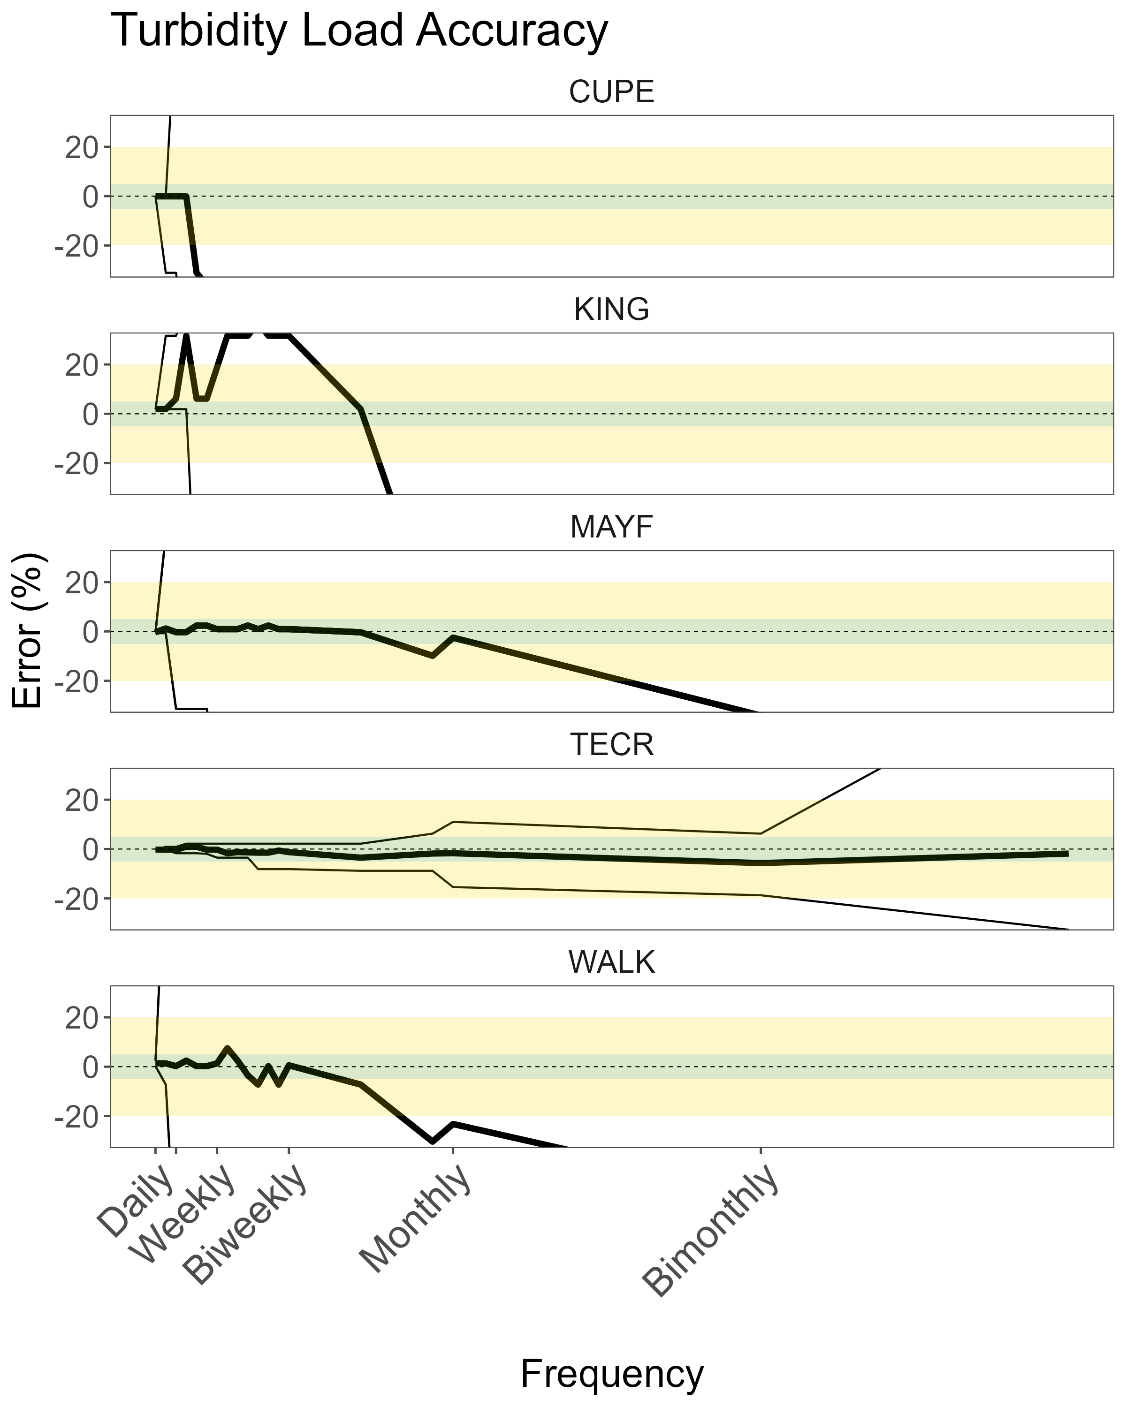 Turbidity Load Accuracy
CUPE
20
0
-20
KING
20
0
-20
MAYF
20
0
-20
TECR
20
0
-20
WALK
20
0
-20
Error (%)
Daily
Weekly
Biweekly
Monthly
Bimonthly
Frequency